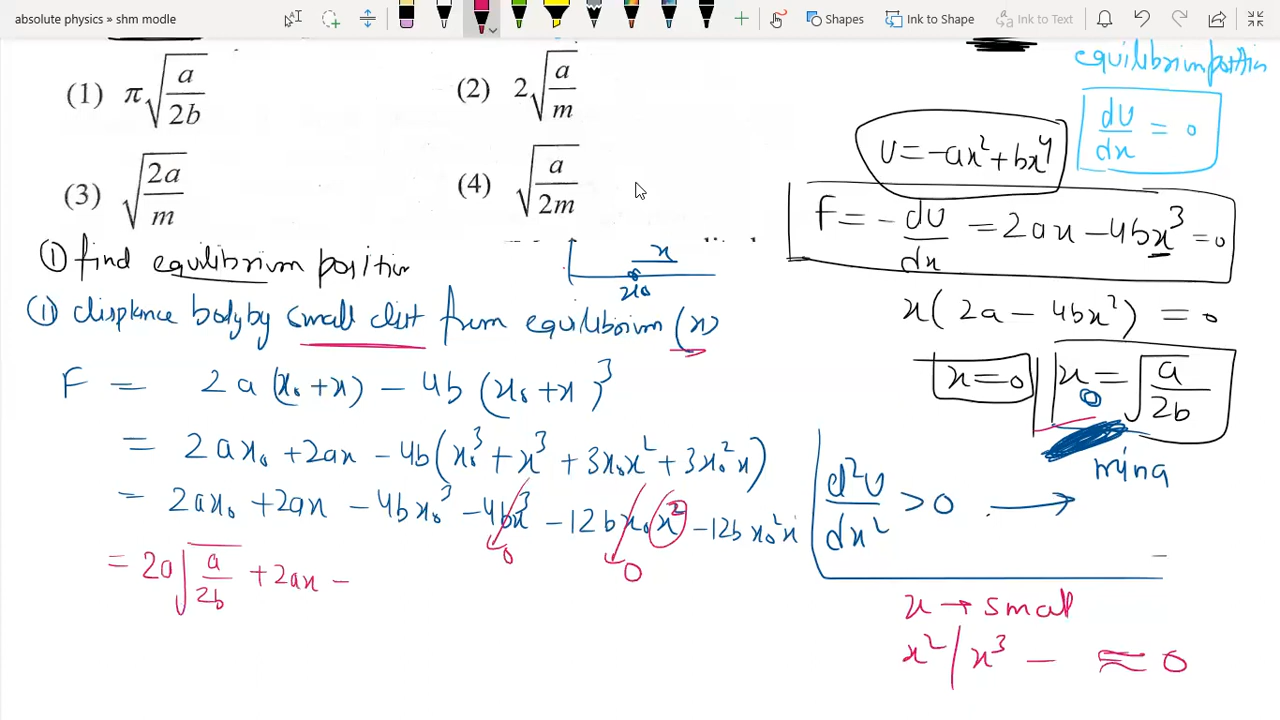 absolute physics » shm modle
Shapes
Ink to Shape
Ink to Text
(1) π√(a/2b)
(2) 2√(a/m)
(3) √(2a/m)
(4) √(a/2m)
equilibrium position
dU/dx = 0
U = -ax² + bx⁴
F = -dU/dx = 2ax - 4bx³ = 0
x(2a - 4bx²) = 0
x=0 x₀ = √(a/2b)
mina
d²U/dx² > 0 →
x → small
x² | x³ — ≈ 0
① find equilibrium position
x
x₀
① displance body by small dist from equilibriom (x)
F = 2a(x₀+x) - 4b(x₀+x)³
= 2ax₀ + 2ax - 4b(x₀³ + x³ + 3x₀x² + 3x₀²x)
= 2ax₀ + 2ax - 4bx₀³ - 4bx³ - 12bx₀x² - 12bx₀²x
0 0
= 2a√(a/2b) + 2ax -